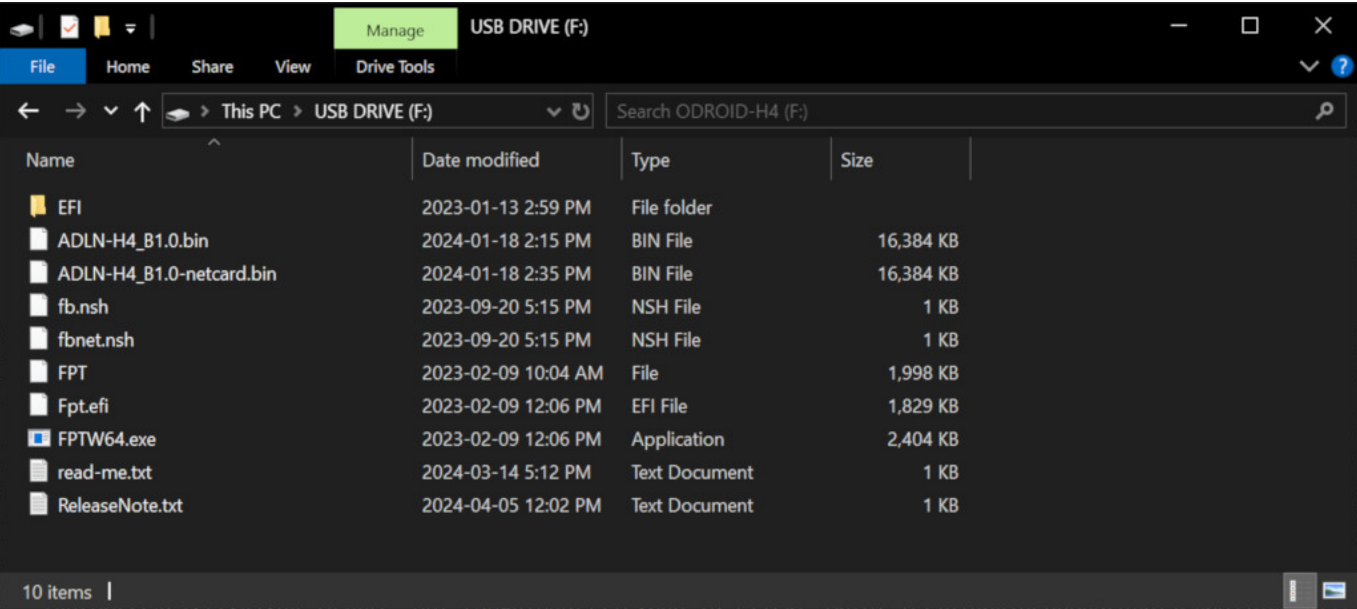 Manage USB DRIVE (F:)
File Home Share View Drive Tools
This PC > USB DRIVE (F:) Search ODROID-H4 (F:)
Name Date modified Type Size
EFI 2023-01-13 2:59 PM File folder
ADLN-H4_B1.0.bin 2024-01-18 2:15 PM BIN File 16,384 KB
ADLN-H4_B1.0-netcard.bin 2024-01-18 2:35 PM BIN File 16,384 KB
fb.nsh 2023-09-20 5:15 PM NSH File 1 KB
fbnet.nsh 2023-09-20 5:15 PM NSH File 1 KB
FPT 2023-02-09 10:04 AM File 1,998 KB
Fpt.efi 2023-02-09 12:06 PM EFI File 1,829 KB
FPTW64.exe 2023-02-09 12:06 PM Application 2,404 KB
read-me.txt 2024-03-14 5:12 PM Text Document 1 KB
ReleaseNote.txt 2024-04-05 12:02 PM Text Document 1 KB
10 items